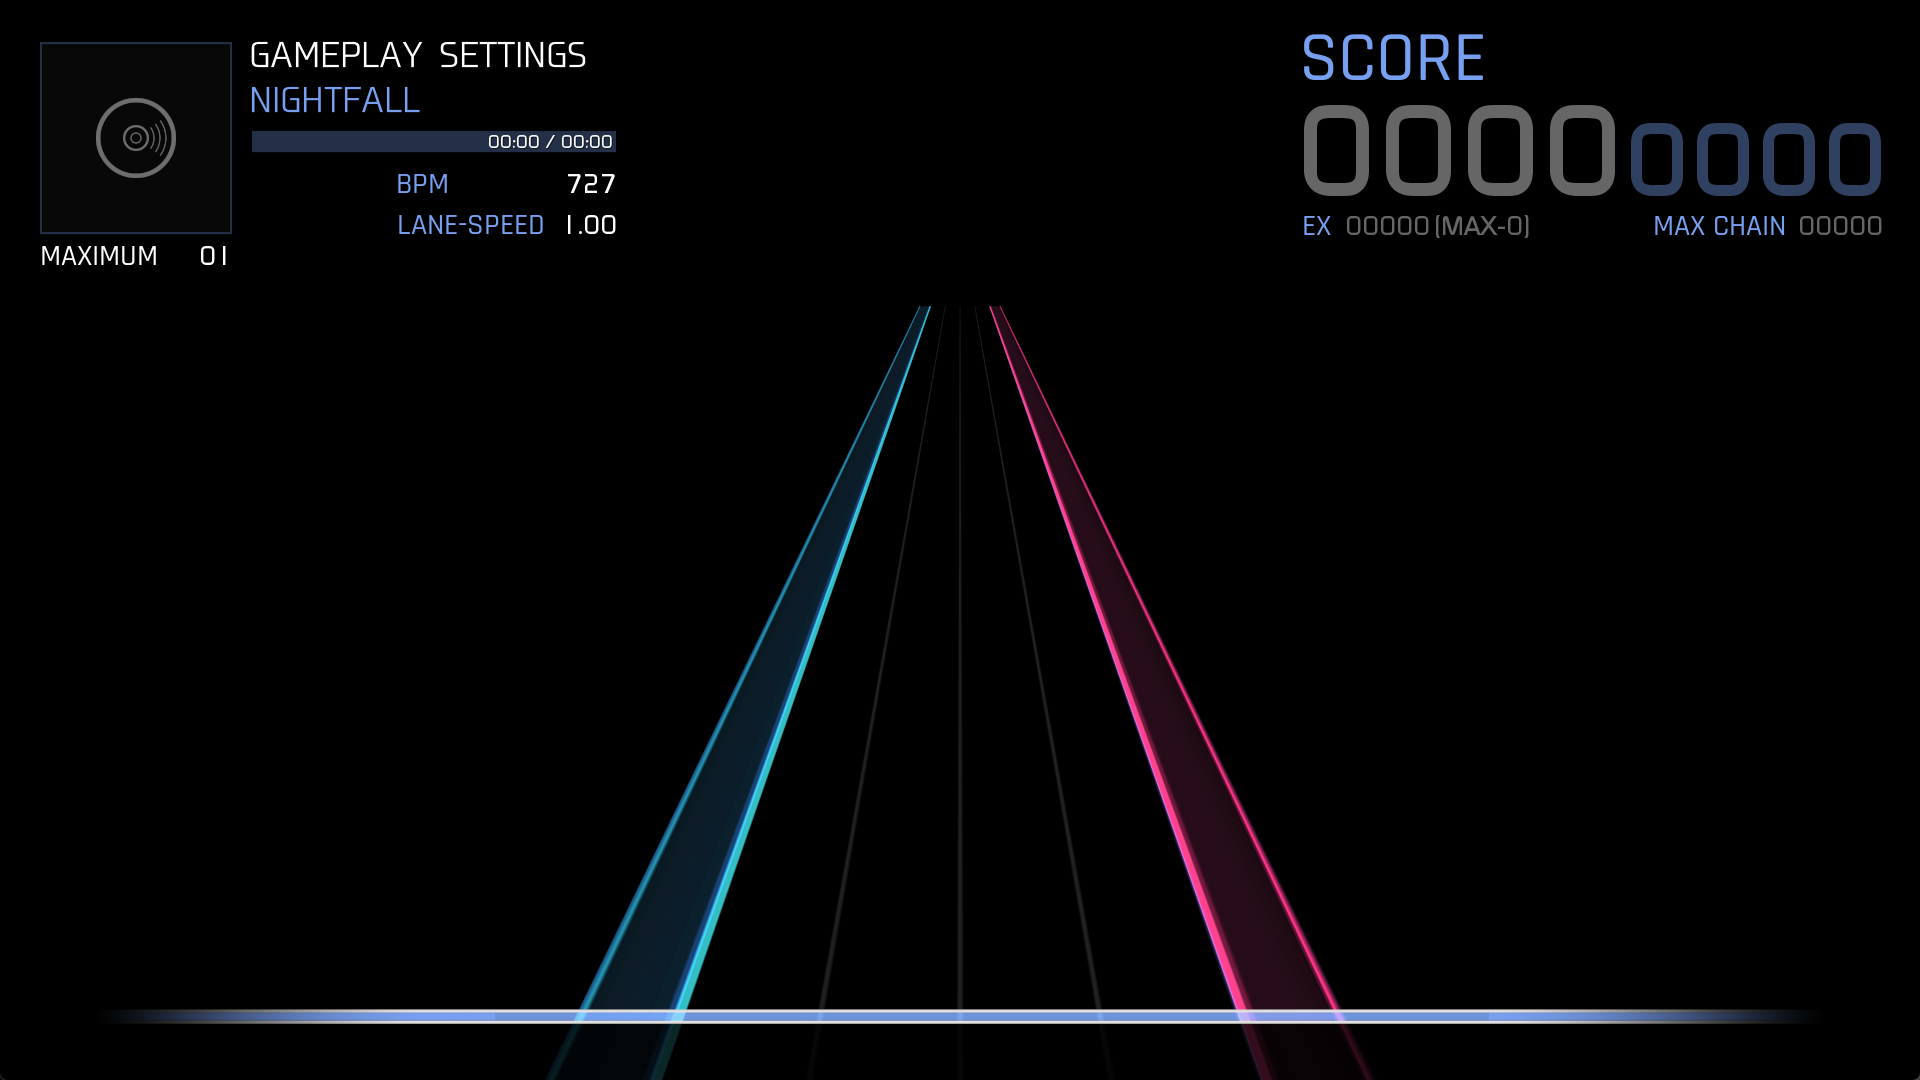 GAMEPLAY SETTINGS
NIGHTFALL
00:00 / 00:00
BPM 727
LANE-SPEED 1.00
MAXIMUM 01
SCORE
00000000
EX 00000(MAX-0) MAX CHAIN 00000